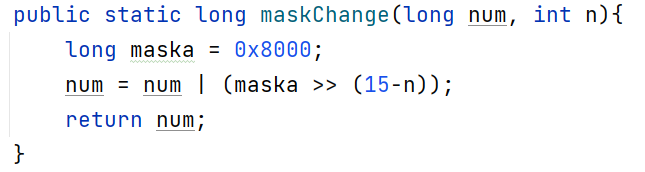 public static long maskChange(long num, int n){
long maska = 0x8000;
num = num | (maska >> (15-n));
return num;
}